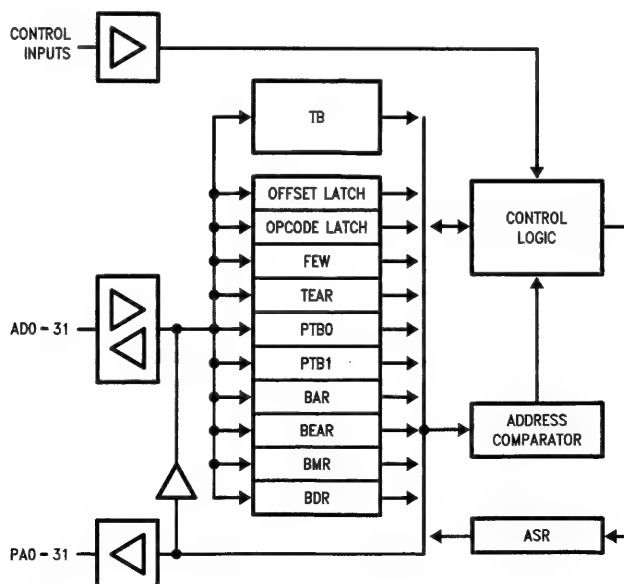 CONTROL
INPUTS
TB
OFFSET LATCH
OPCODE LATCH
FEW
TEAR
PTB0
PTB1
BAR
BEAR
BMR
BDR
CONTROL
LOGIC
AD0-31
ADDRESS
COMPARATOR
ASR
PA0-31